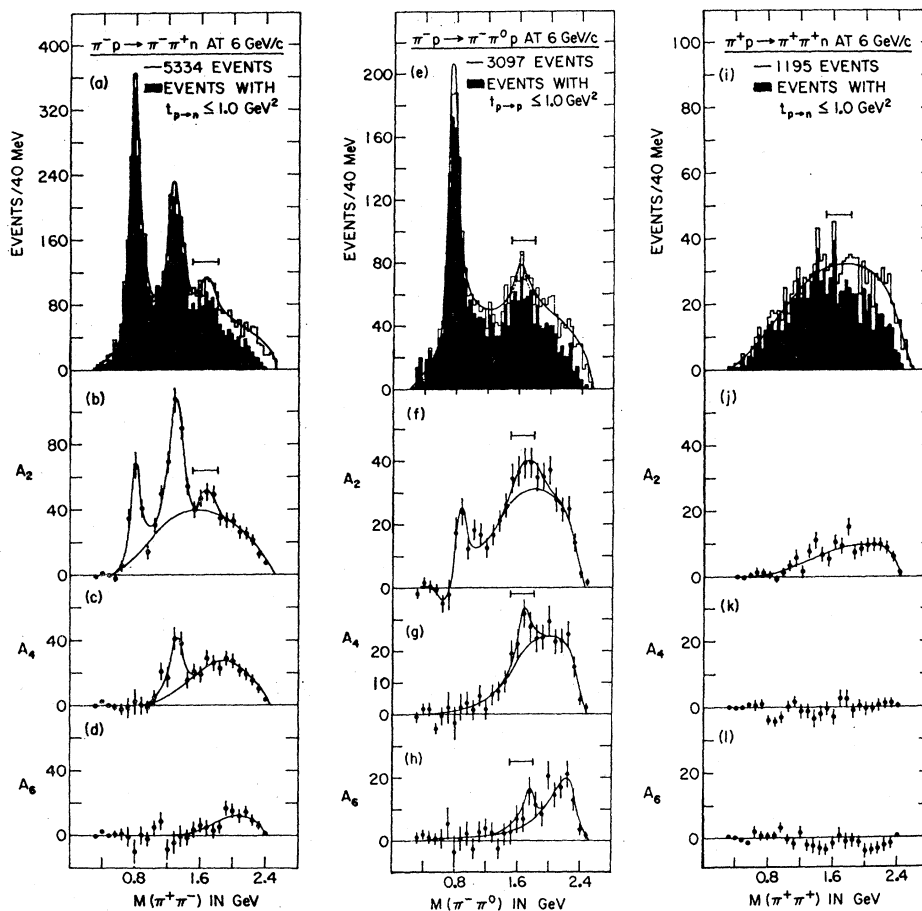 π⁻p → π⁻π⁺n AT 6 GeV/c
(a)
5334 EVENTS
EVENTS WITH
t p→n ≤ 1.0 GeV²
EVENTS/40 MeV
400
360
240
160
80
0
(b)
A₂
80
40
0
(c)
A₄
40
20
0
(d)
A₆
20
0
0.8 1.6 2.4
M(π⁺π⁻) IN GeV
π⁻p → π⁻π⁰p AT 6 GeV/c
(e)
3097 EVENTS
EVENTS WITH
t p→p ≤ 1.0 GeV²
EVENTS/40 MeV
200
160
120
80
40
0
(f)
A₂
40
20
0
(g)
A₄
30
20
10
0
(h)
A₆
20
0
0.8 1.6 2.4
M(π⁻π⁰) IN GeV
π⁺p → π⁺π⁺n AT 6 GeV/c
(i)
1195 EVENTS
EVENTS WITH
t p→n ≤ 1.0 GeV²
EVENTS/40 MeV
100
80
60
40
20
0
(j)
A₂
40
20
0
(k)
A₄
20
0
(l)
A₆
20
0
0.8 1.6 2.4
M(π⁺π⁺) IN GeV